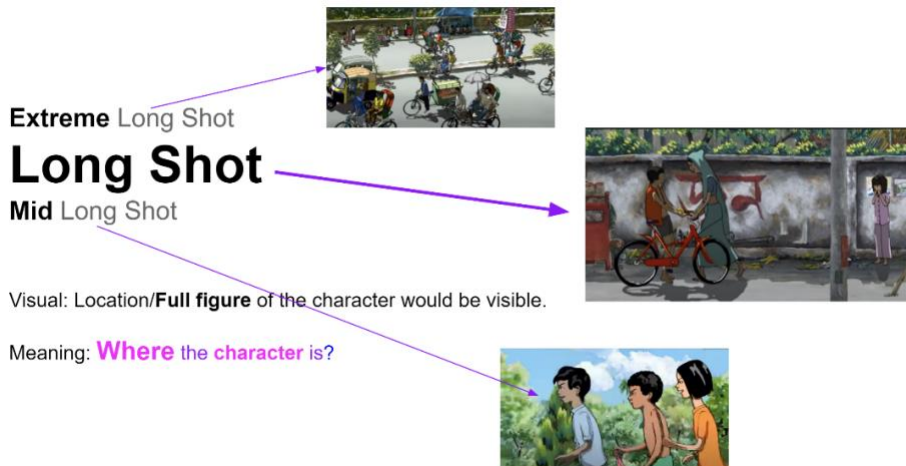 Extreme Long Shot
Long Shot
Mid Long Shot
Visual: Location/Full figure of the character would be visible.
Meaning: Where the character is?